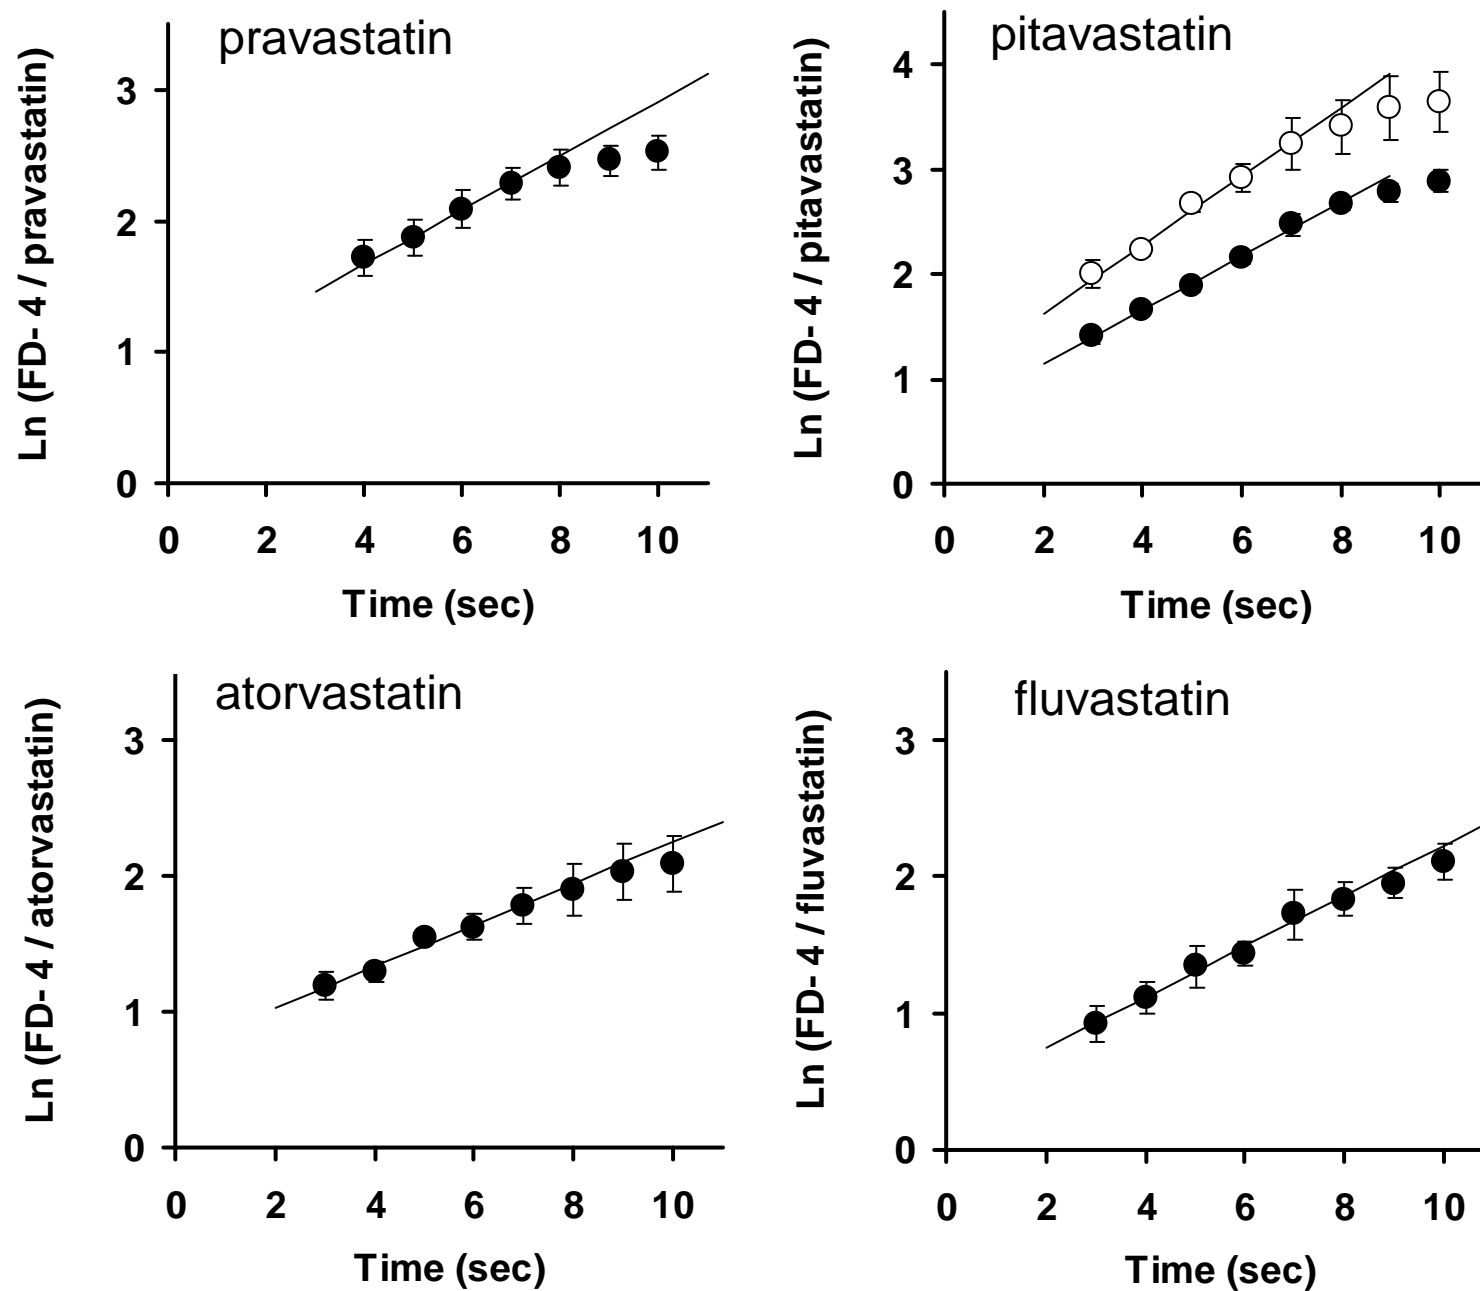 pravastatin
Ln (FD- 4 / pravastatin)
3
2
1
0
0 2 4 6 8 10
Time (sec)
pitavastatin
Ln (FD- 4 / pitavastatin)
4
3
2
1
0
0 2 4 6 8 10
Time (sec)
atorvastatin
Ln (FD- 4 / atorvastatin)
3
2
1
0
0 2 4 6 8 10
Time (sec)
fluvastatin
Ln (FD- 4 / fluvastatin)
3
2
1
0
0 2 4 6 8 10
Time (sec)